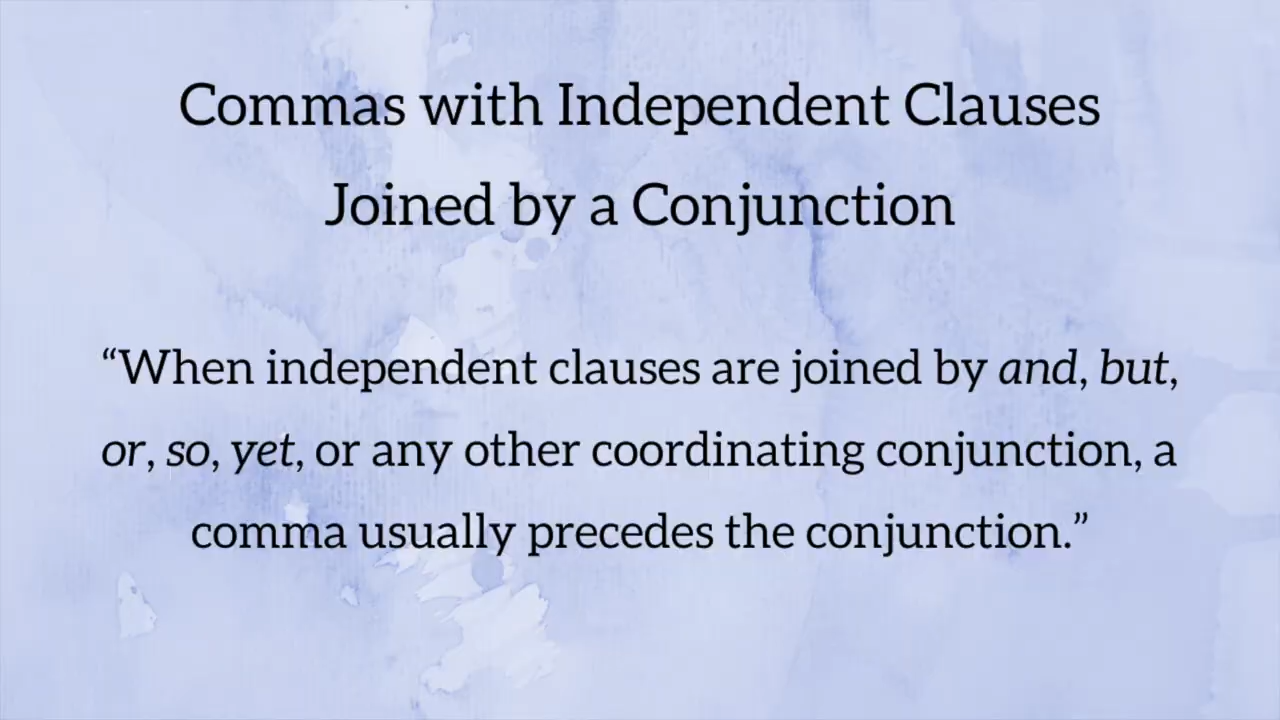 Commas with Independent Clauses
Joined by a Conjunction
“When independent clauses are joined by and, but,
or, so, yet, or any other coordinating conjunction, a
comma usually precedes the conjunction.”